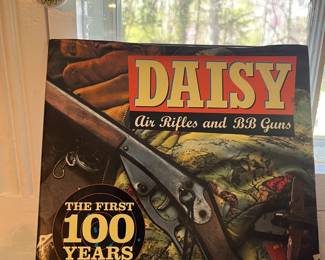 DAISY
Air Rifles and BB Guns
THE FIRST
100
YEARS